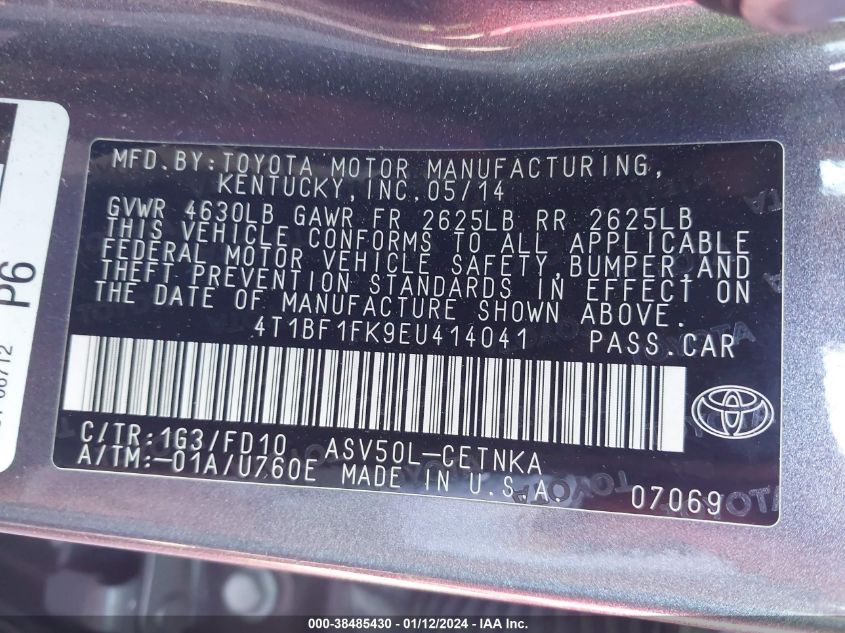 MFD. BY: TOYOTA MOTOR MANUFACTURING,
KENTUCKY, INC. 05/14
GVWR 4630LB GAWR FR 2625LB RR 2625LB
THIS VEHICLE CONFORMS TO ALL APPLICABLE
FEDERAL MOTOR VEHICLE SAFETY, BUMPER, AND
THEFT PREVENTION STANDARDS IN EFFECT ON
THE DATE OF MANUFACTURE SHOWN ABOVE.
4T1BF1FK9EU414041 PASS. CAR
C/TR: 1G3/FD10 ASV50L-CETNKA
A/TM: -01A/U760E MADE IN U.S.A. 07069
P6
000-38485430 - 01/12/2024 - IAA Inc.